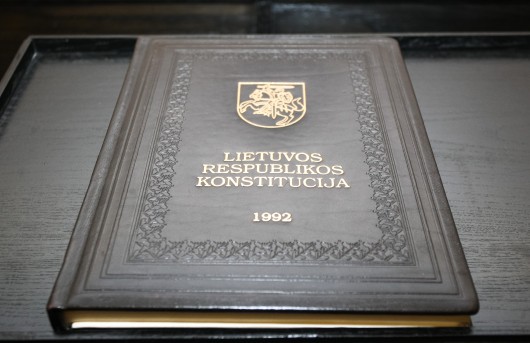 LIETUVOS
RESPUBLIKOS
KONSTITUCIJA
1992